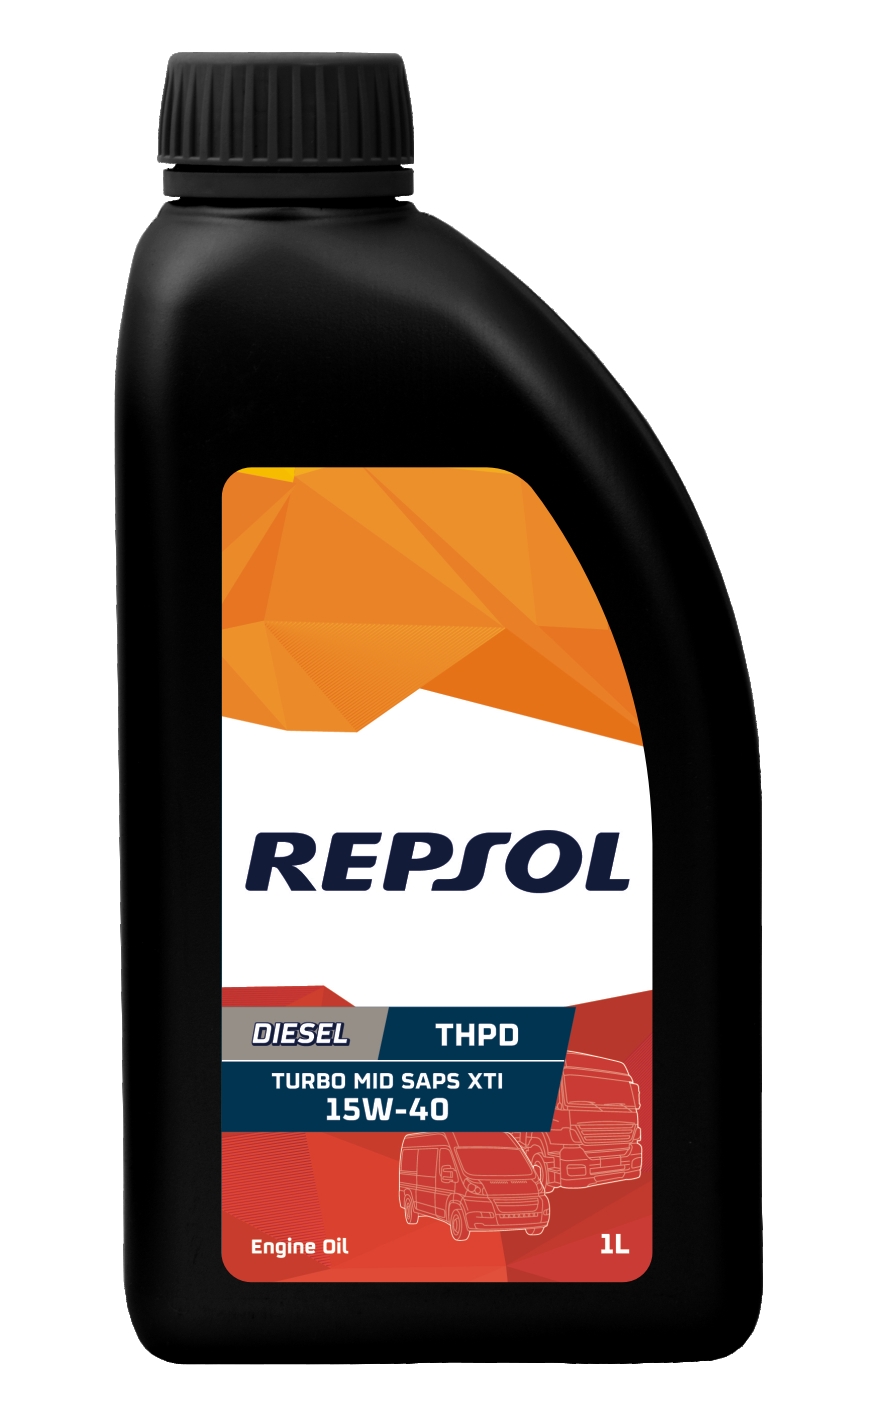 REPSOL
DIESEL THPD
TURBO MID SAPS XTI
15W-40
Engine Oil 1L